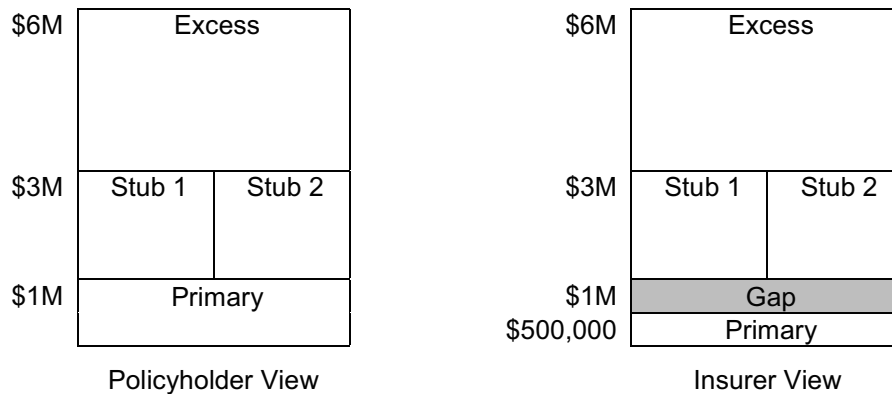 $6M Excess
$3M Stub 1 Stub 2
$1M Primary
Policyholder View
$6M Excess
$3M Stub 1 Stub 2
$1M Gap
$500,000 Primary
Insurer View